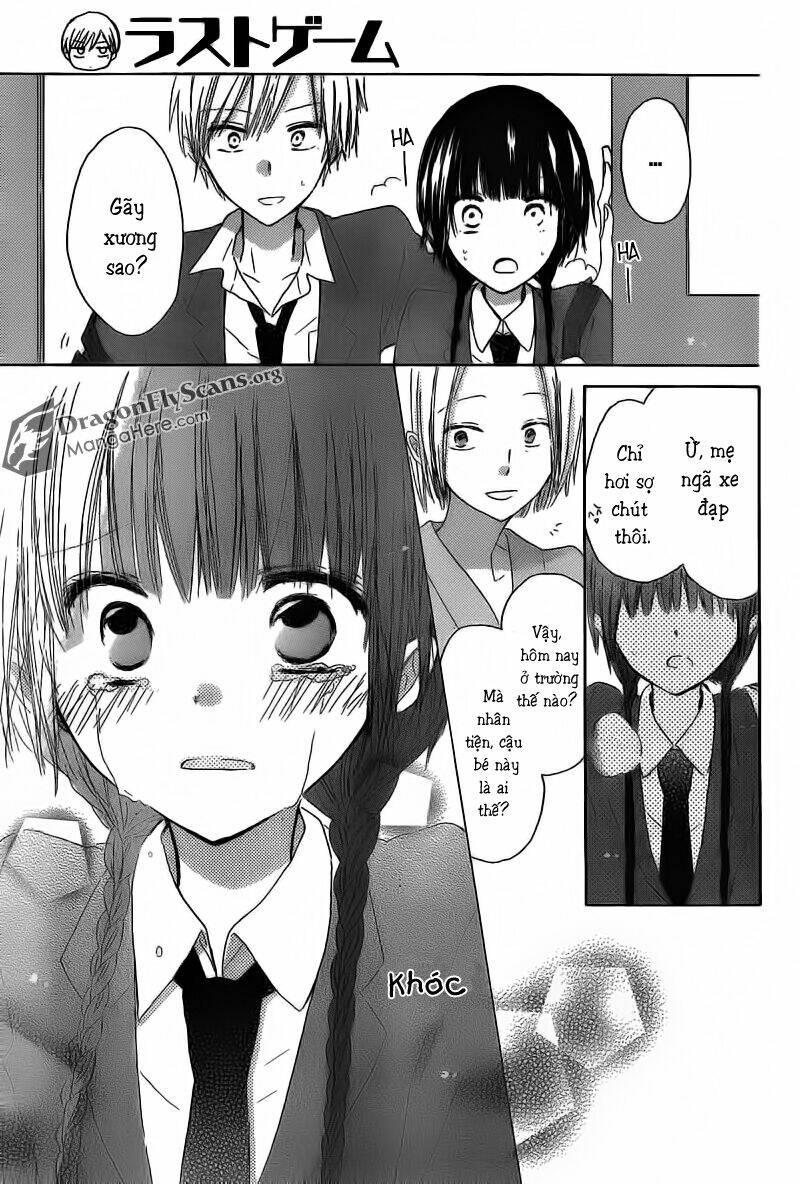 ラストゲーム
...
HA
HA
Gãy
xương
sao?
Ừ, mẹ
ngã xe
đạp
Chỉ
hơi sợ
chút
thôi.
Vậy,
hôm nay
ở trường
thế nào?
Mà
nhân
tiện, cậu
bé này
là ai
thế?
Khóc
DragonFlyScans.org
MangaHere.com